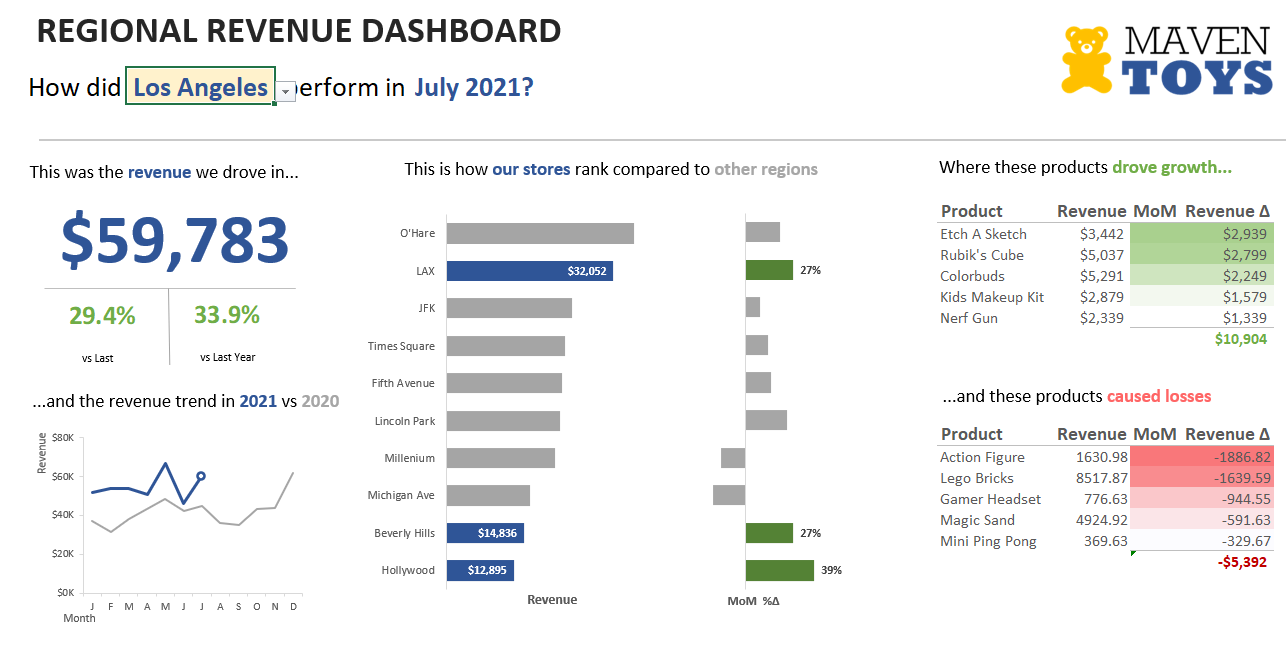 REGIONAL REVENUE DASHBOARD
MAVEN
TOYS
How did Los Angeles perform in July 2021?
This was the revenue we drove in...
$59,783
29.4%
33.9%
vs Last
vs Last Year
...and the revenue trend in 2021 vs 2020
Revenue
$80K
$60K
$40K
$20K
$0K
J F M A M J J A S O N D
Month
This is how our stores rank compared to other regions
O'Hare
LAX $32,052 27%
JFK
Times Square
Fifth Avenue
Lincoln Park
Millenium
Michigan Ave
Beverly Hills $14,836 27%
Hollywood $12,895 39%
Revenue
MoM %Δ
Where these products drove growth...
Product Revenue MoM Revenue Δ
Etch A Sketch $3,442 $2,939
Rubik's Cube $5,037 $2,799
Colorbuds $5,291 $2,249
Kids Makeup Kit $2,879 $1,579
Nerf Gun $2,339 $1,339
$10,904
...and these products caused losses
Product Revenue MoM Revenue Δ
Action Figure 1630.98 -1886.82
Lego Bricks 8517.87 -1639.59
Gamer Headset 776.63 -944.55
Magic Sand 4924.92 -591.63
Mini Ping Pong 369.63 -329.67
-$5,392